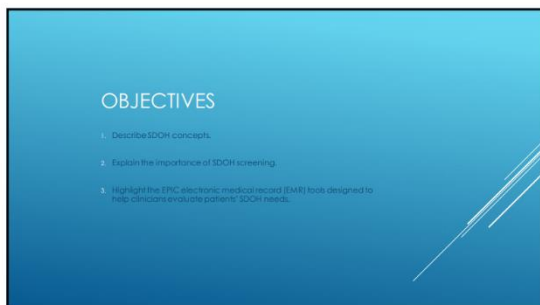 OBJECTIVES
1. Describe SDOH concepts.
2. Explain the importance of SDOH screening.
3. Highlight the EPIC electronic medical record (EMR) tools designed to
help clinicians evaluate patients' SDOH needs.